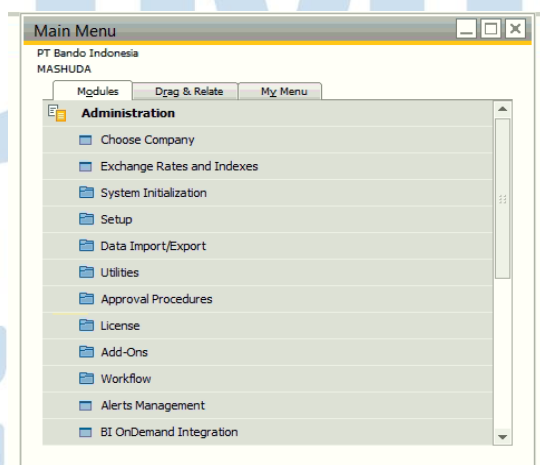 Main Menu
PT Bando Indonesia
MASHUDA
Modules Drag & Relate My Menu
Administration
Choose Company
Exchange Rates and Indexes
System Initialization
Setup
Data Import/Export
Utilities
Approval Procedures
License
Add-Ons
Workflow
Alerts Management
BI OnDemand Integration